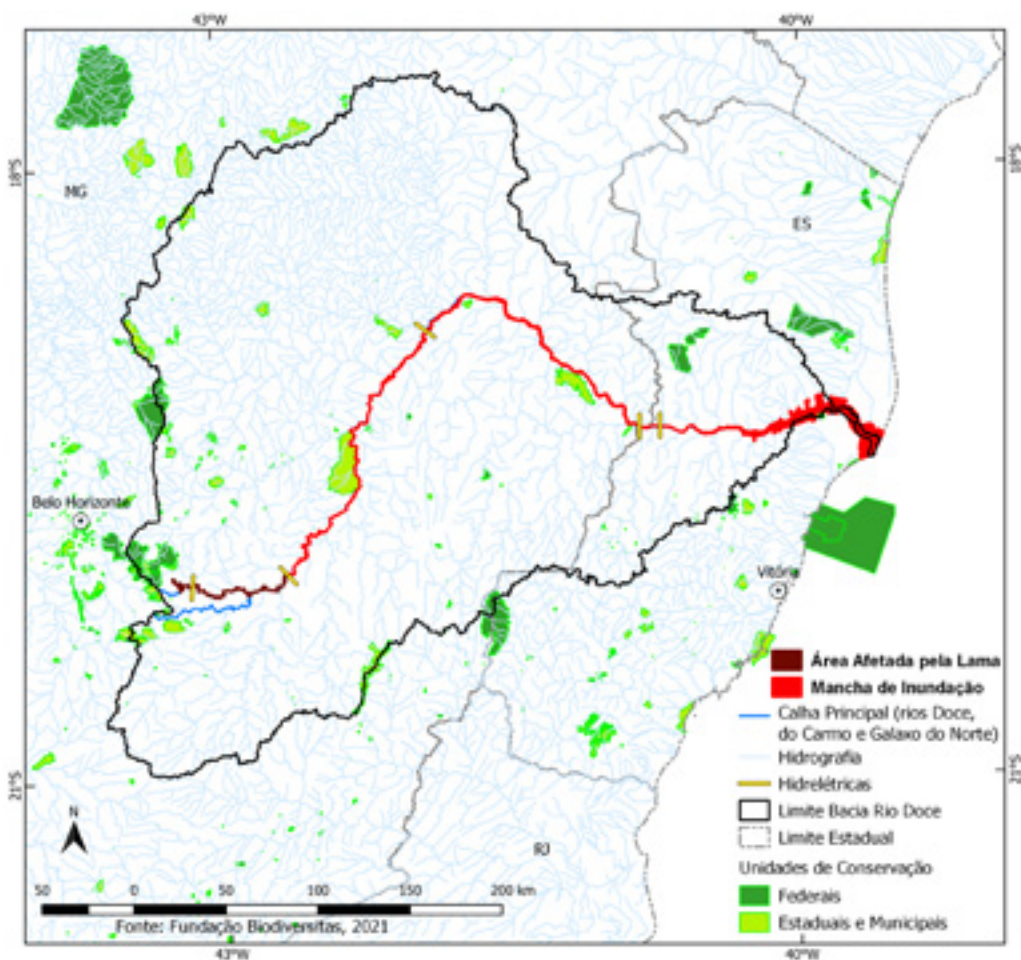 43°W
40°W
18°S
18°S
MG
ES
Belo Horizonte
Vitória
Área Afetada pela Lama
Mancha de Inundação
Calha Principal (rios Doce,
do Carmo e Galaxo do Norte)
Hidrografia
21°S
21°S
Hidrelétricas
N
Limite Bacia Rio Doce
Limite Estadual
RJ
Unidades de Conservação
50 0 50 100 150 200 km
Federais
Fonte: Fundação Biodiversitas, 2021
Estaduais e Municipais
43°W
40°W